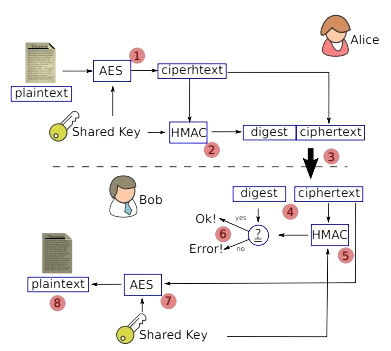 Alice
1
AES
ciperhtext
plaintext
Shared Key
HMAC
2
digest
ciphertext
3
Bob
digest
ciphertext
4
Ok!
yes
?
=
6
Error!
no
HMAC
5
plaintext
8
AES
7
Shared Key